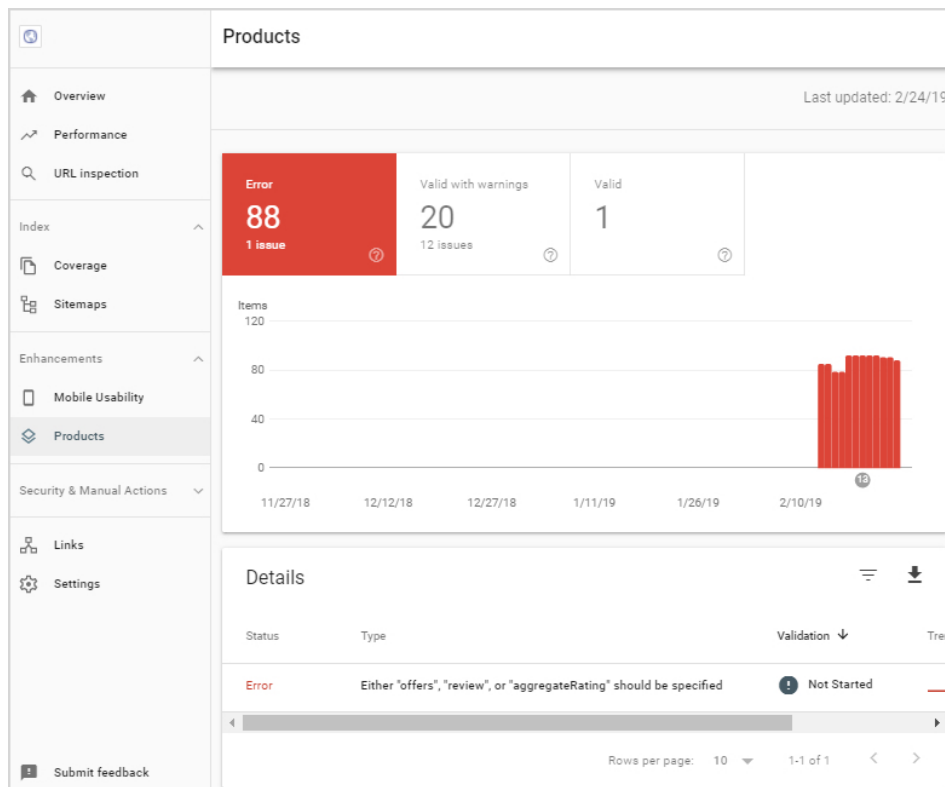 Products
Overview
Performance
URL inspection
Index
Coverage
Sitemaps
Enhancements
Mobile Usability
Products
Security & Manual Actions
Links
Settings
Submit feedback
Last updated: 2/24/19
Error
88
1 issue
Valid with warnings
20
12 issues
Valid
1
Items
120
80
40
0
13
11/27/18 12/12/18 12/27/18 1/11/19 1/26/19 2/10/19
Details
Status Type Validation
Error Either "offers", "review", or "aggregateRating" should be specified Not Started
Rows per page: 10 1-1 of 1